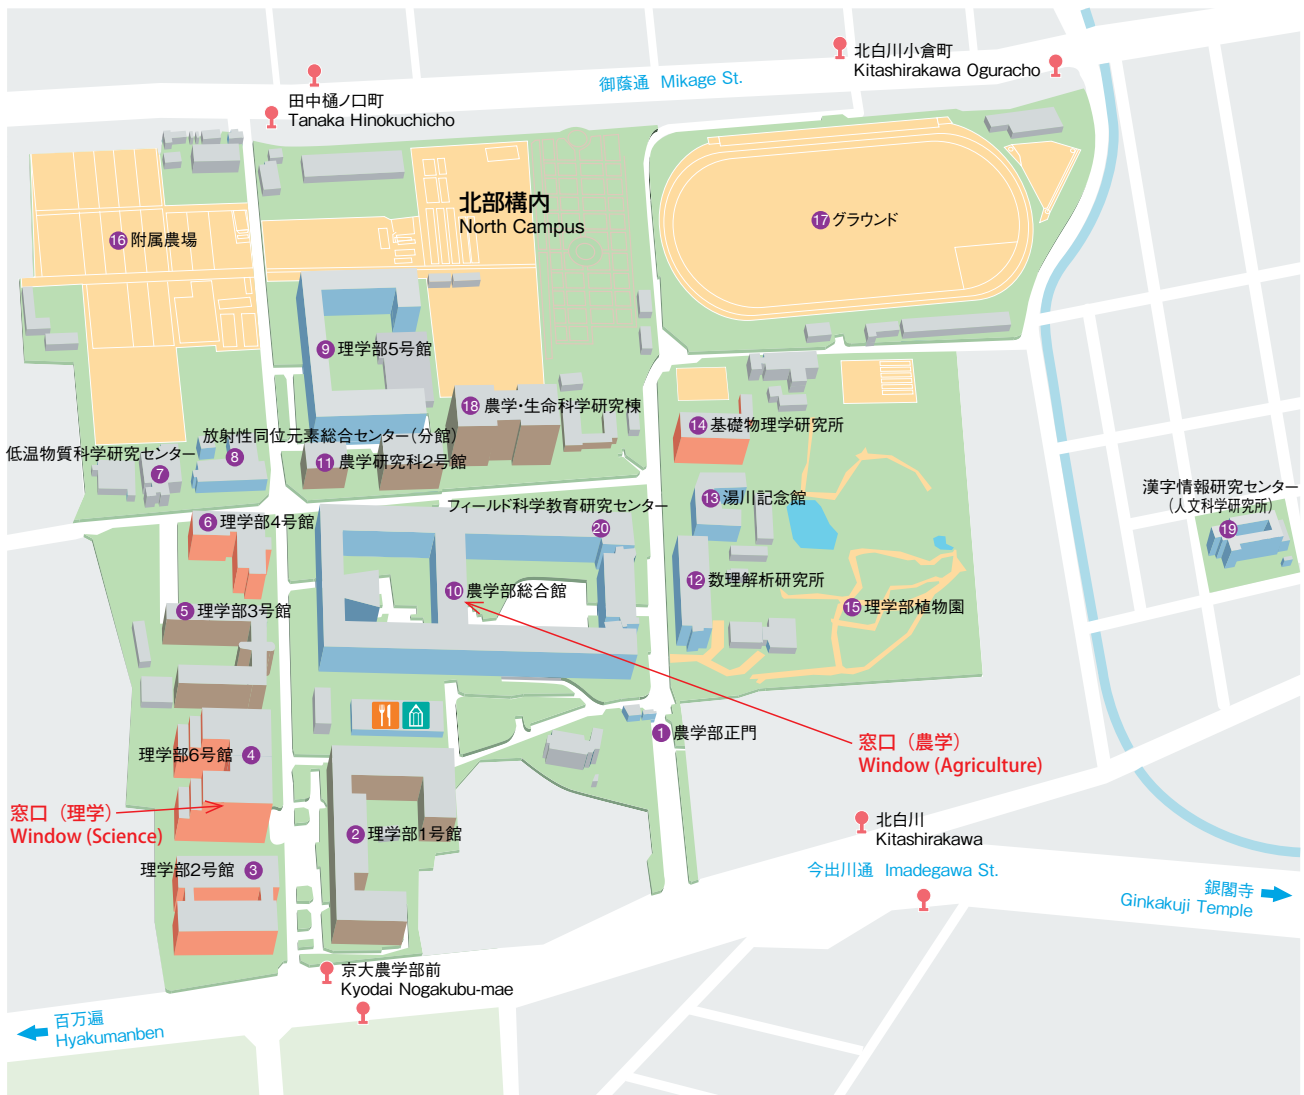 北白川小倉町
Kitashirakawa Oguracho
御蔭通 Mikage St.
田中樋ノ口町
Tanaka Hinokuchicho
北部構内
North Campus
17 グラウンド
16 附属農場
9 理学部5号館
18 農学・生命科学研究棟
14 基礎物理学研究所
放射性同位元素総合センター(分館)
8
低温物質科学研究センター
7
11 農学研究科2号館
漢字情報研究センター
(人文科学研究所)
19
13 湯川記念館
フィールド科学教育研究センター
20
6 理学部4号館
12 数理解析研究所
10 農学部総合館
5 理学部3号館
15 理学部植物園
1 農学部正門
窓口(農学)
Window (Agriculture)
理学部6号館 4
窓口(理学)
Window (Science)
2 理学部1号館
北白川
Kitashirakawa
理学部2号館 3
今出川通 Imadegawa St.
銀閣寺
Ginkakuji Temple
京大農学部前
Kyodai Nogakubu-mae
百万遍
Hyakumanben